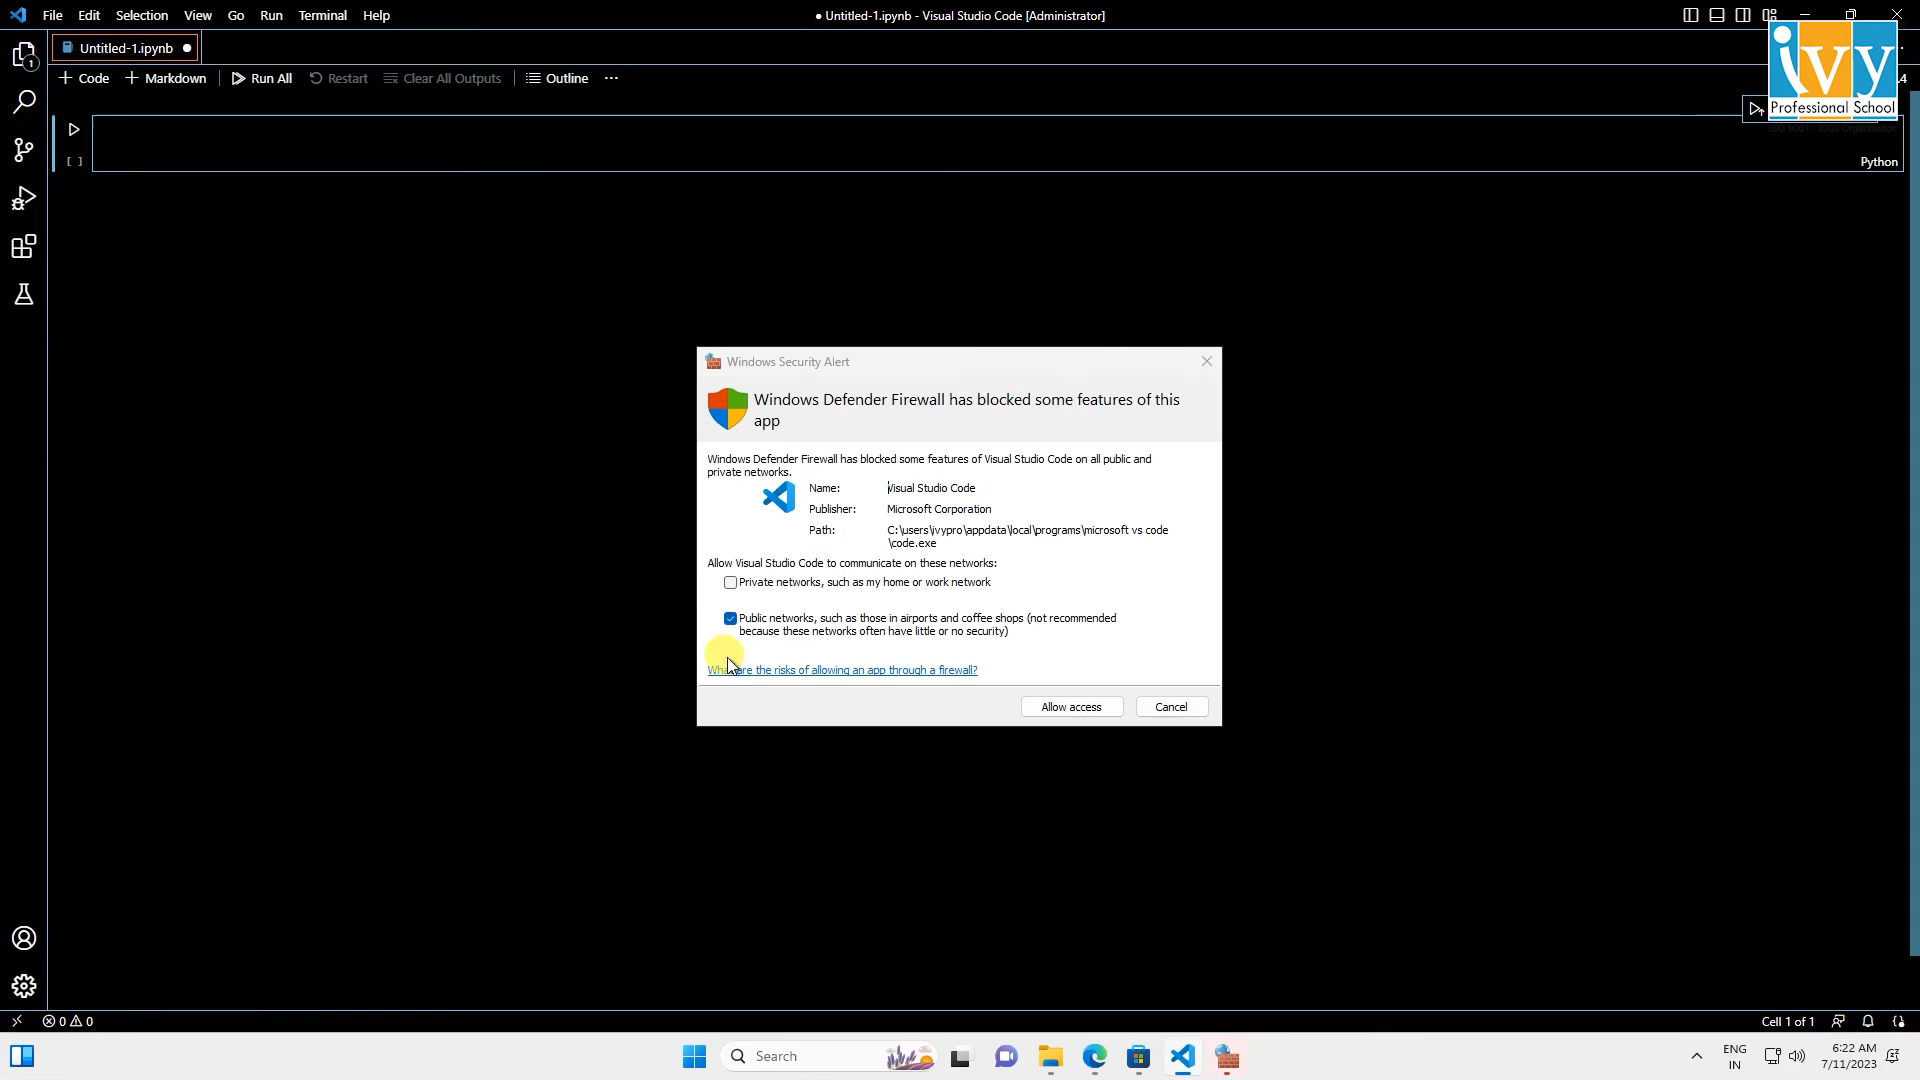 File Edit Selection View Go Run Terminal Help
● Untitled-1.ipynb - Visual Studio Code [Administrator]
Untitled-1.ipynb ●
1
+ Code + Markdown Run All Restart Clear All Outputs Outline ...
.4
ivy
Professional School
[ ]
Python
Windows Security Alert
Windows Defender Firewall has blocked some features of this
app
Windows Defender Firewall has blocked some features of Visual Studio Code on all public and
private networks.
Name: Visual Studio Code
Publisher: Microsoft Corporation
Path: C:\users\ivypro\appdata\local\programs\microsoft vs code
\code.exe
Allow Visual Studio Code to communicate on these networks:
Private networks, such as my home or work network
Public networks, such as those in airports and coffee shops (not recommended
because these networks often have little or no security)
What are the risks of allowing an app through a firewall?
Allow access Cancel
0 0
Cell 1 of 1
Search
ENG
IN
6:22 AM
7/11/2023